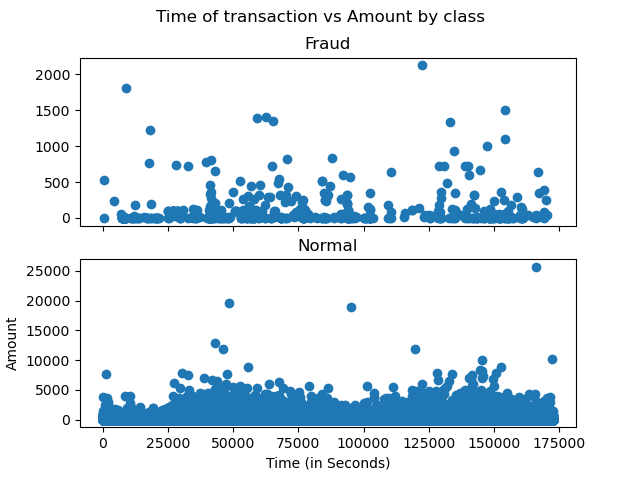 Time of transaction vs Amount by class
Fraud
2000
1500
1000
500
0
Normal
25000
20000
15000
10000
5000
0
Amount
0 25000 50000 75000 100000 125000 150000 175000
Time (in Seconds)